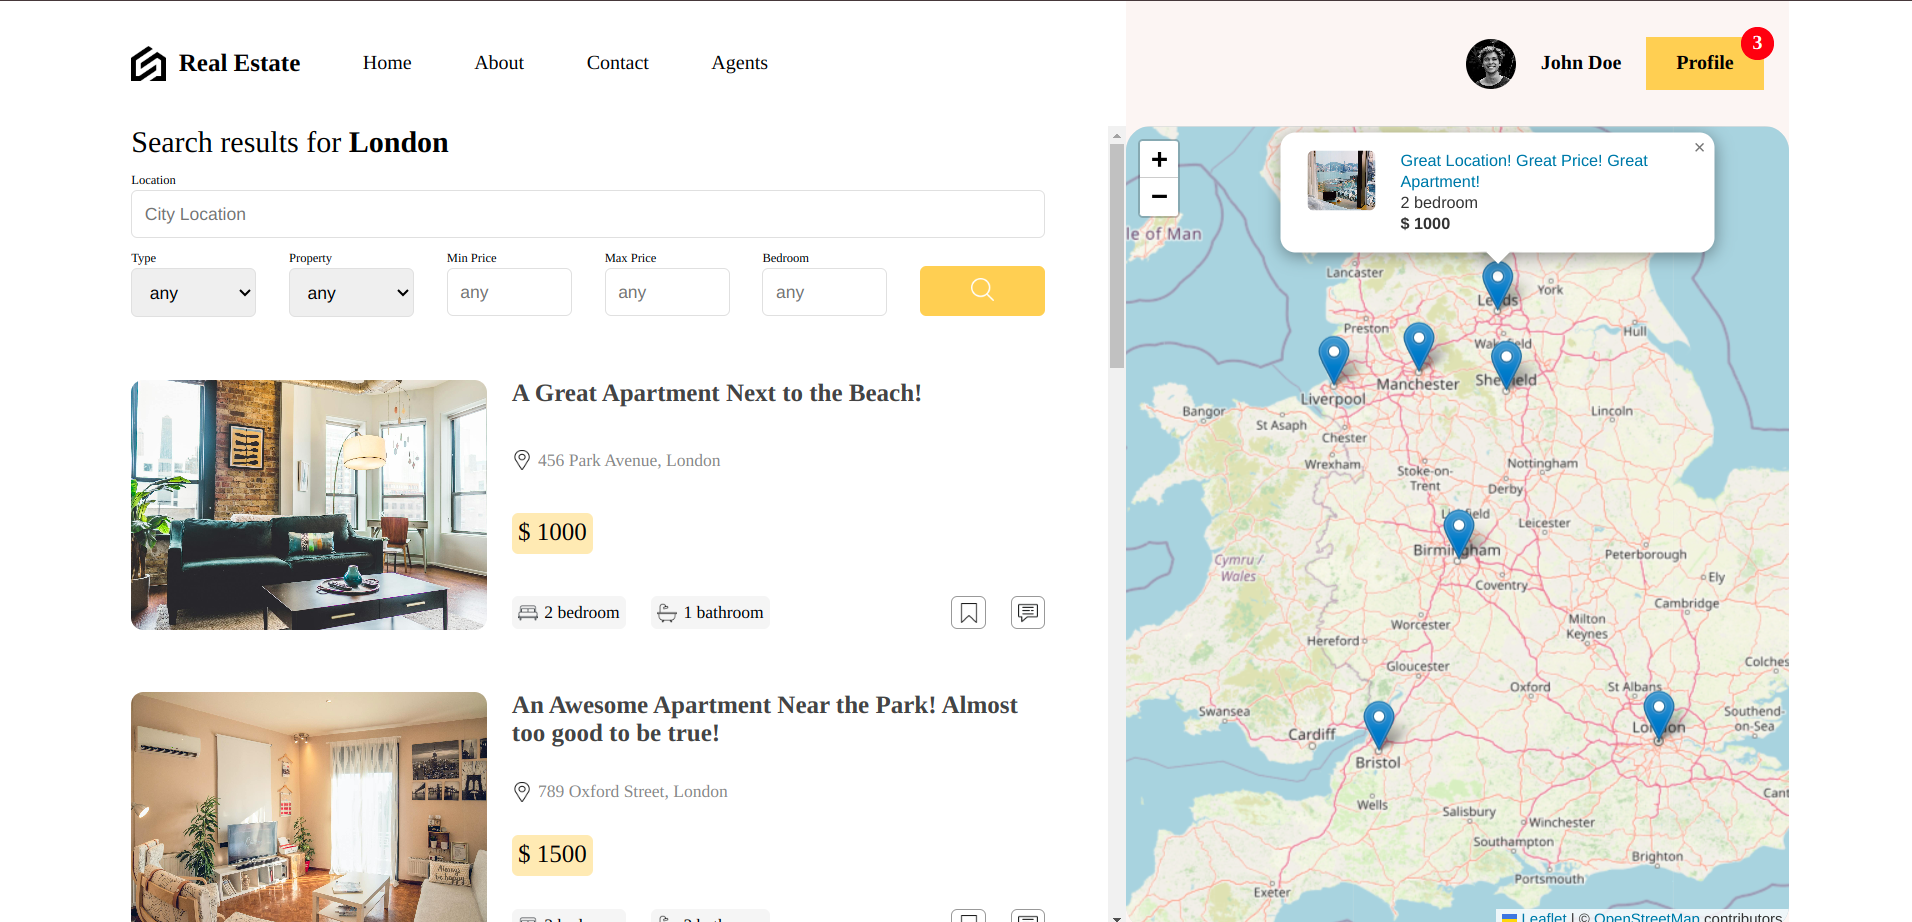 Real Estate
Home
About
Contact
Agents
John Doe
Profile
3
Search results for London
Location
City Location
Type
Property
Min Price
Max Price
Bedroom
any
any
any
any
any
A Great Apartment Next to the Beach!
456 Park Avenue, London
$ 1000
2 bedroom
1 bathroom
An Awesome Apartment Near the Park! Almost
too good to be true!
789 Oxford Street, London
$ 1500
+
−
×
Great Location! Great Price! Great
Apartment!
2 bedroom
$ 1000
le of Man
Lancaster
York
Leeds
Preston
Hull
Manchester
Liverpool
Bangor
St Asaph
Lincoln
Chester
Wrexham
Stoke-on-
Trent
Nottingham
Derby
Leicester
Birmingham
Peterborough
Cymru /
Wales
Coventry
Ely
Cambridge
Worcester
Milton
Keynes
Hereford
Gloucester
Colches
Oxford
St Albans
Swansea
Southend-
on-Sea
Cardiff
London
Bristol
Cant
Wells
Salisbury
Winchester
Southampton
Brighton
Portsmouth
Exeter
Leaflet | © OpenStreetMap contributors